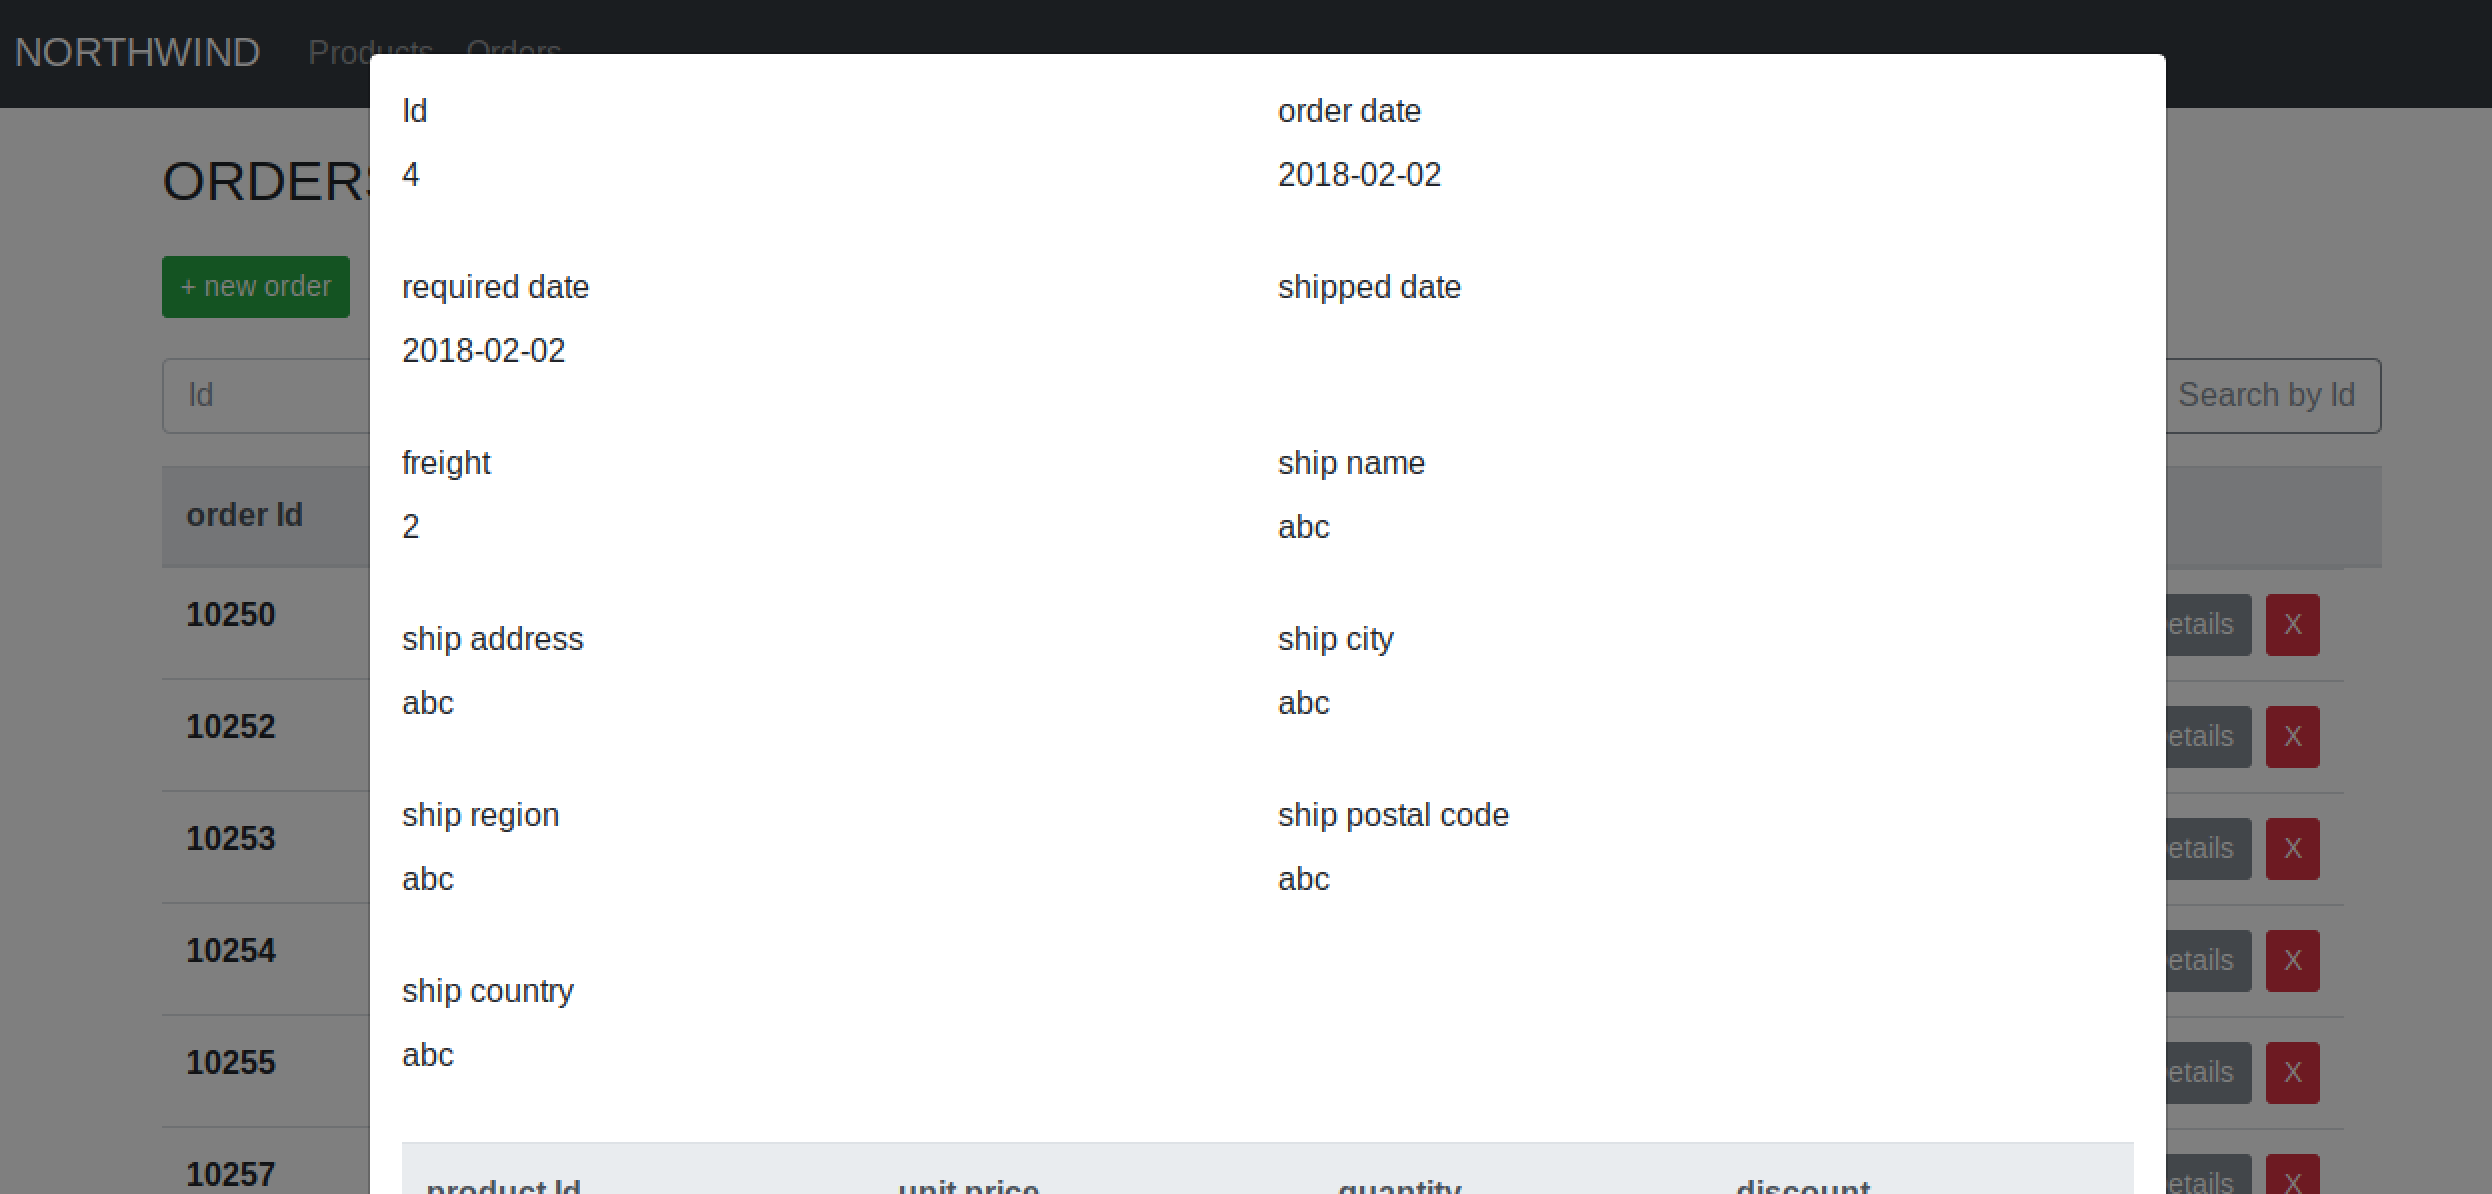 NORTHWIND Products Orders
Id order date
4 2018-02-02
ORDERS
+ new order
required date shipped date
2018-02-02
Id Search by Id
freight ship name
order Id
2 abc
10250 etails X
ship address ship city
abc abc
10252 etails X
ship region ship postal code
10253 etails X
abc abc
10254 etails X
ship country
abc
10255 etails X
10257 etails X
product Id unit price quantity discount